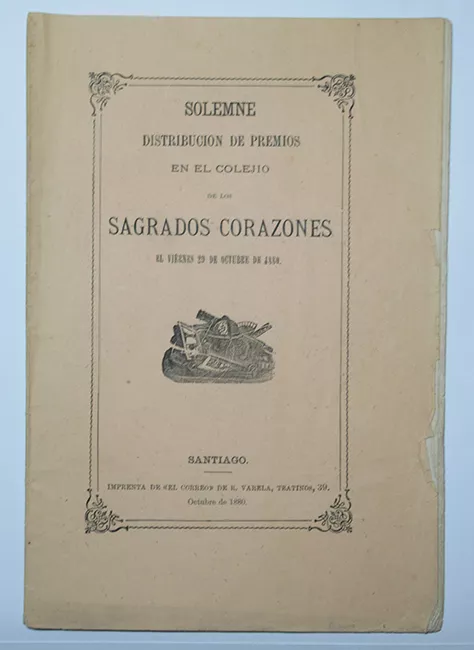 SOLEMNE
DISTRIBUCION DE PREMIOS
EN EL COLEJIO
DE LOS
SAGRADOS CORAZONES
EL VIÉRNES 29 DE OCTUBRE DE 1880.
SANTIAGO.
IMPRENTA DE «EL CORREO» DE R. VARELA, TEATINOS, 39.
Octubre de 1880.